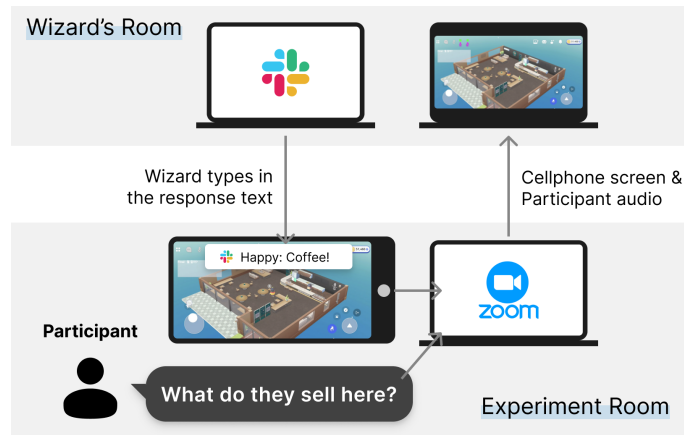 Wizard's Room
Wizard types in
the response text
Cellphone screen &
Participant audio
Happy: Coffee!
zoom
Participant
What do they sell here?
Experiment Room